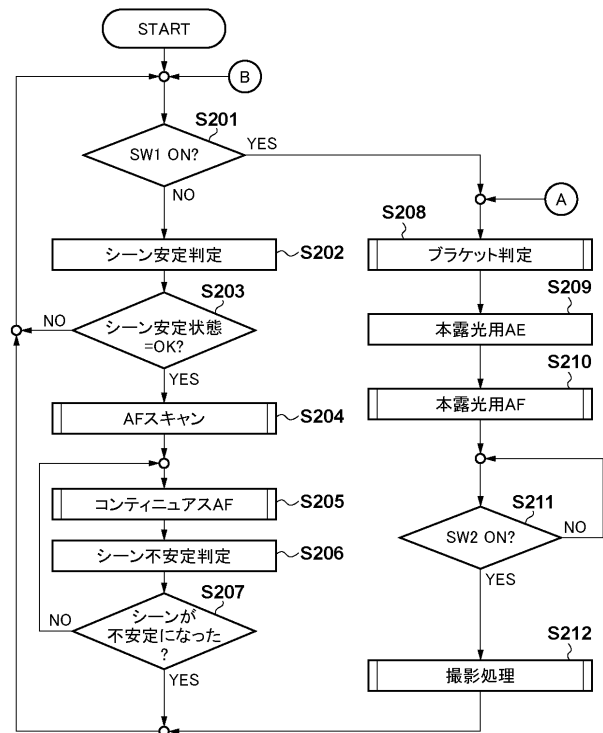 START
B
S201
SW1 ON?
YES
NO
シーン安定判定
S202
S203
シーン安定状態
=OK?
NO
YES
AFスキャン
S204
コンティニュアスAF
S205
シーン不安定判定
S206
S207
シーンが
不安定になった
?
NO
YES
A
S208
ブラケット判定
S209
本露光用AE
S210
本露光用AF
S211
SW2 ON?
NO
YES
S212
撮影処理